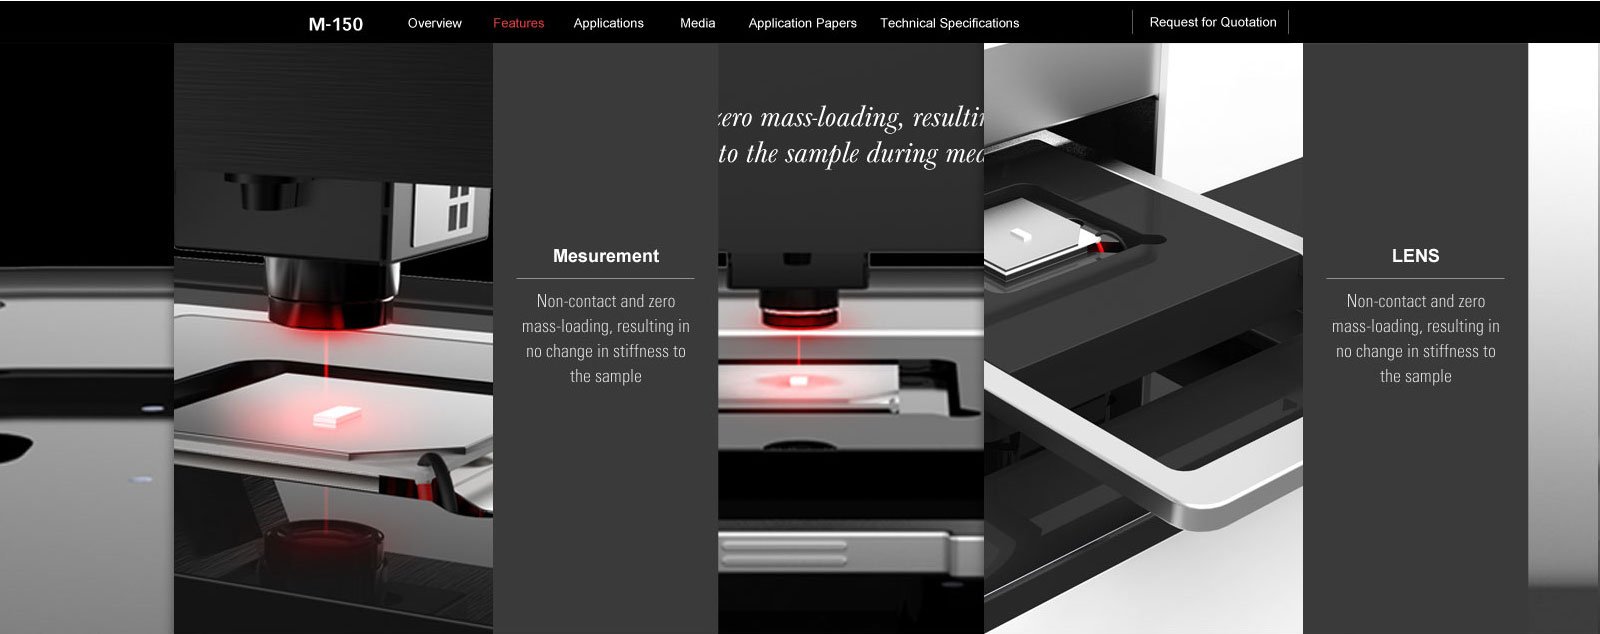 M-150
Overview
Features
Applications
Media
Application Papers
Technical Specifications
Request for Quotation
zero mass-loading, resulting
to the sample during mea
Mesurement
Non-contact and zero
mass-loading, resulting in
no change in stiffness to
the sample
LENS
Non-contact and zero
mass-loading, resulting in
no change in stiffness to
the sample